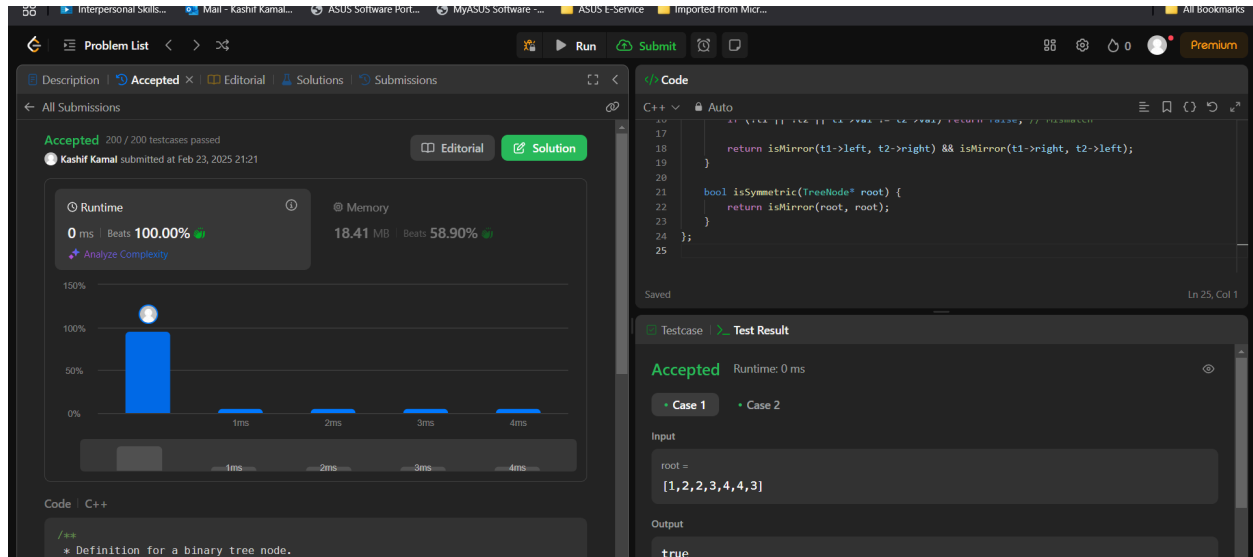 Interpersonal Skills... Mail - Kashif Kamal... ASUS Software Port... MyASUS Software -... ASUS E-Service Imported from Micr... All Bookmarks
Problem List Run Submit 0 Premium
Description Accepted Editorial Solutions Submissions
All Submissions
Accepted 200 / 200 testcases passed
Kashif Kamal submitted at Feb 23, 2025 21:21
Editorial Solution
Runtime
0 ms Beats 100.00%
Analyze Complexity
Memory
18.41 MB Beats 58.90%
150%
100%
50%
0%
1ms 2ms 3ms 4ms
1ms 2ms 3ms 4ms
Code C++
/**
* Definition for a binary tree node.
</> Code
C++ Auto
17
18 return isMirror(t1->left, t2->right) && isMirror(t1->right, t2->left);
19 }
20
21 bool isSymmetric(TreeNode* root) {
22 return isMirror(root, root);
23 }
24 };
25
Saved Ln 25, Col 1
Testcase Test Result
Accepted Runtime: 0 ms
Case 1 Case 2
Input
root =
[1,2,2,3,4,4,3]
Output
true